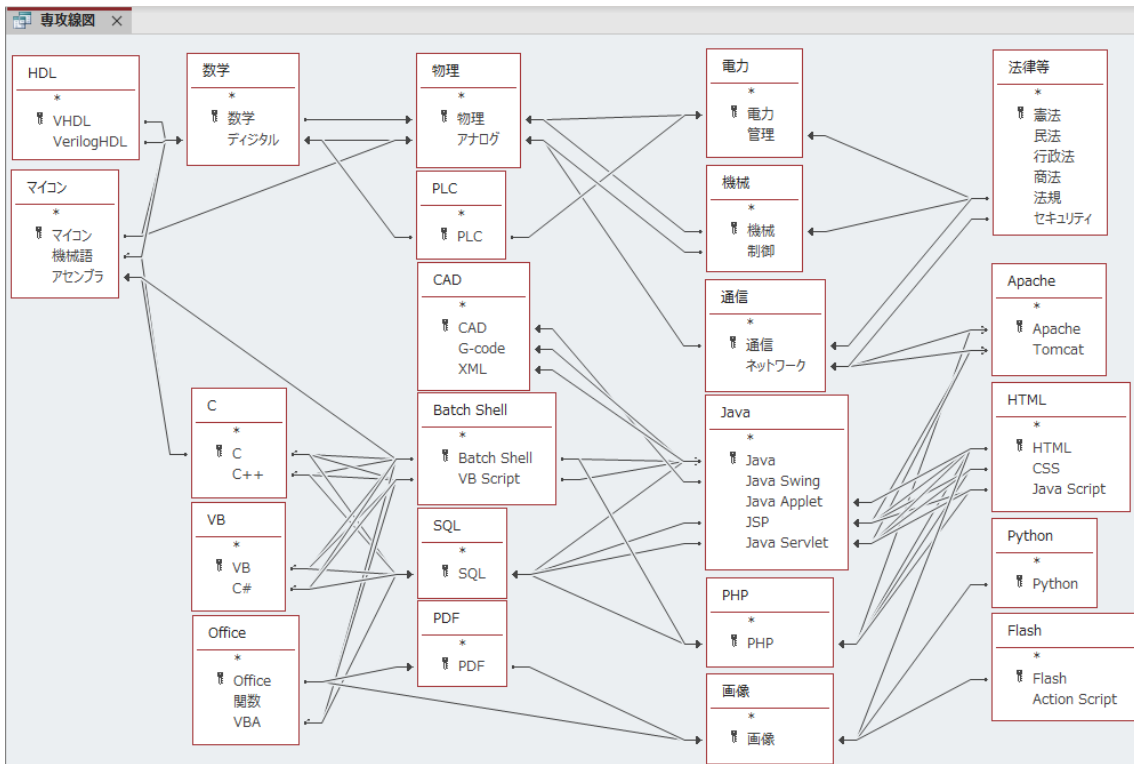 専攻線図 ×
HDL
*
VHDL
VerilogHDL
マイコン
*
マイコン
機械語
アセンブラ
数学
*
数学
ディジタル
C
*
C
C++
VB
*
VB
C#
Office
*
Office
関数
VBA
物理
*
物理
アナログ
PLC
*
PLC
CAD
*
CAD
G-code
XML
Batch Shell
*
Batch Shell
VB Script
SQL
*
SQL
PDF
*
PDF
電力
*
電力
管理
機械
*
機械
制御
通信
*
通信
ネットワーク
Java
*
Java
Java Swing
Java Applet
JSP
Java Servlet
PHP
*
PHP
画像
*
画像
法律等
*
憲法
民法
行政法
商法
法規
セキュリティ
Apache
*
Apache
Tomcat
HTML
*
HTML
CSS
Java Script
Python
*
Python
Flash
*
Flash
Action Script